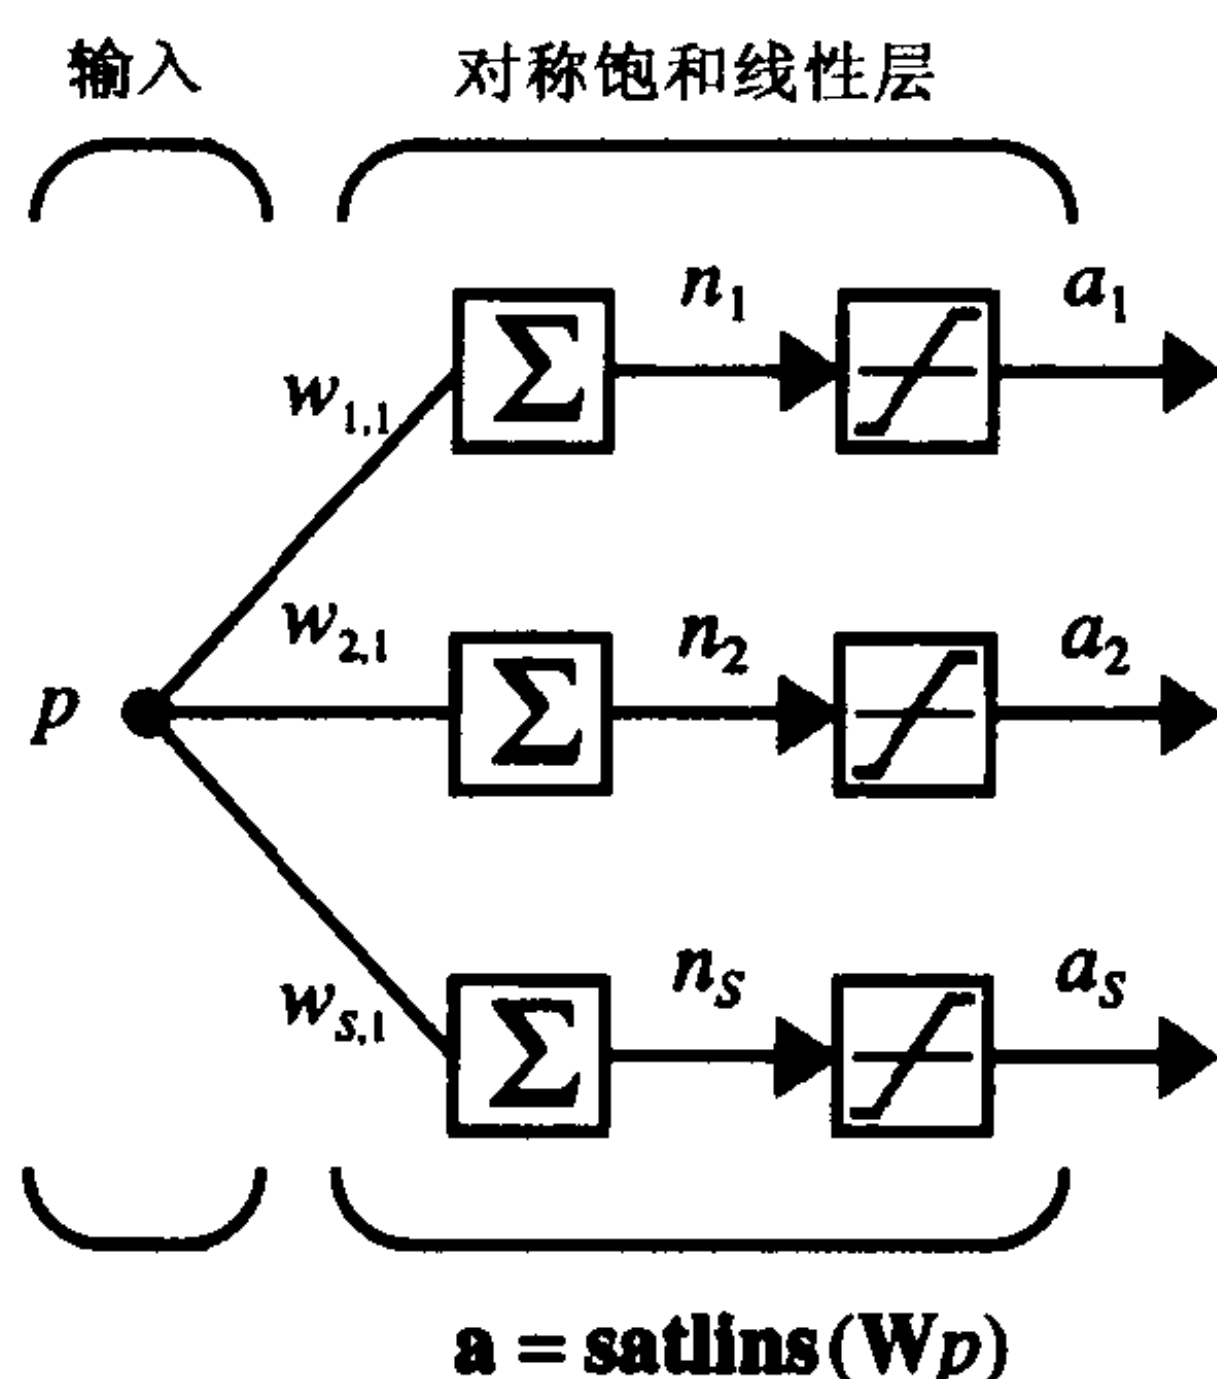 输入 对称饱和线性层
n₁ a₁
w₁,₁
w₂,₁ n₂ a₂
p
nS aS
wS,₁
Σ
Σ
Σ
a = satlins(Wp)